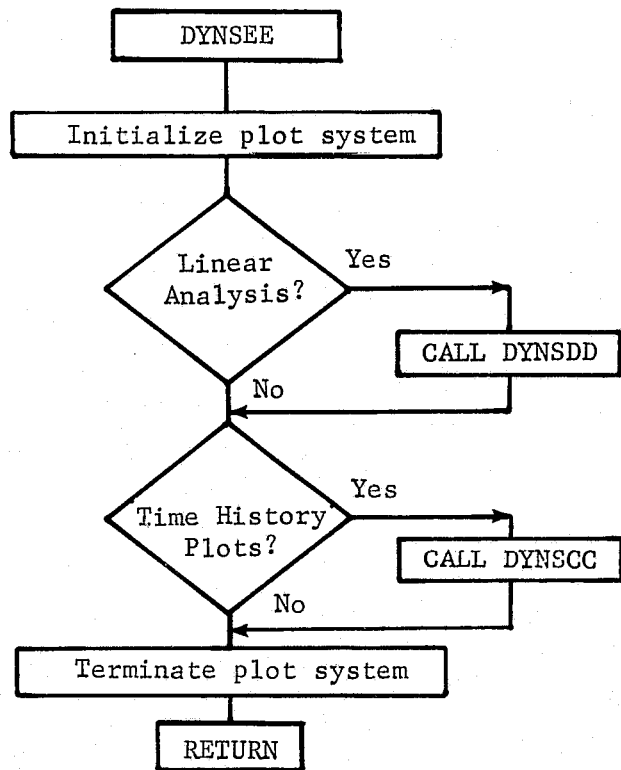 DYNSEE
Initialize plot system
Linear
Analysis?
Yes
CALL DYNSDD
No
Time History
Plots?
Yes
CALL DYNSCC
No
Terminate plot system
RETURN